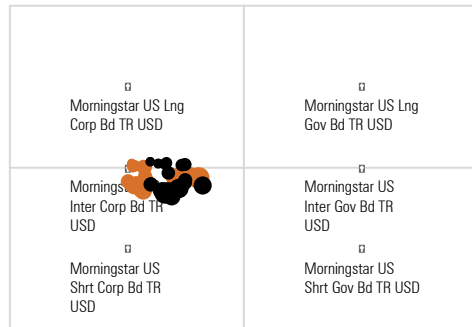 Morningstar US Lng
Corp Bd TR USD
Morningstar US Lng
Gov Bd TR USD
Inter Corp Bd TR
USD
Morningstar US
Inter Gov Bd TR
USD
Morningstar US
Shrt Corp Bd TR
USD
Morningstar US
Shrt Gov Bd TR USD